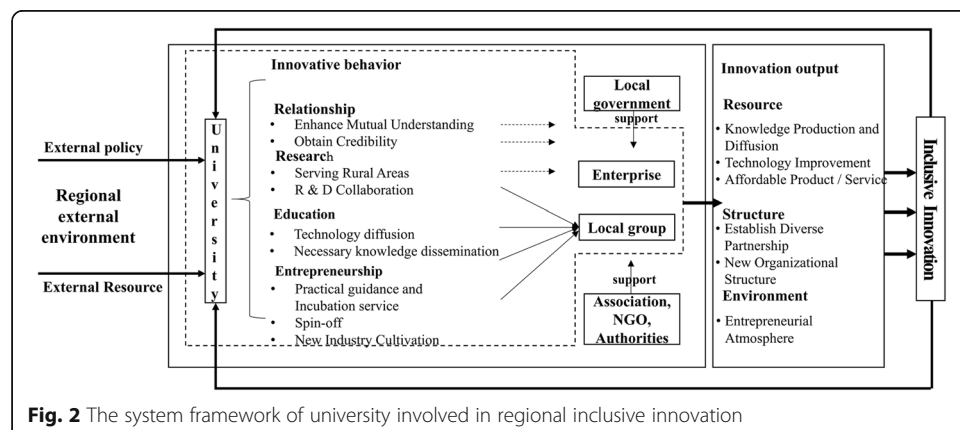 External policy
Regional
external
environment
External Resource
University
Innovative behavior
Relationship
• Enhance Mutual Understanding
• Obtain Credibility
Research
• Serving Rural Areas
• R & D Collaboration
Education
• Technology diffusion
• Necessary knowledge dissemination
Entrepreneurship
• Practical guidance and
Incubation service
• Spin-off
• New Industry Cultivation
Local
government
support
Enterprise
Local group
support
Association,
NGO,
Authorities
Innovation output
Resource
• Knowledge Production and
Diffusion
• Technology Improvement
• Affordable Product / Service
Structure
• Establish Diverse
Partnership
• New Organizational
Structure
Environment
• Entrepreneurial
Atmosphere
Inclusive Innovation
Fig. 2 The system framework of university involved in regional inclusive innovation